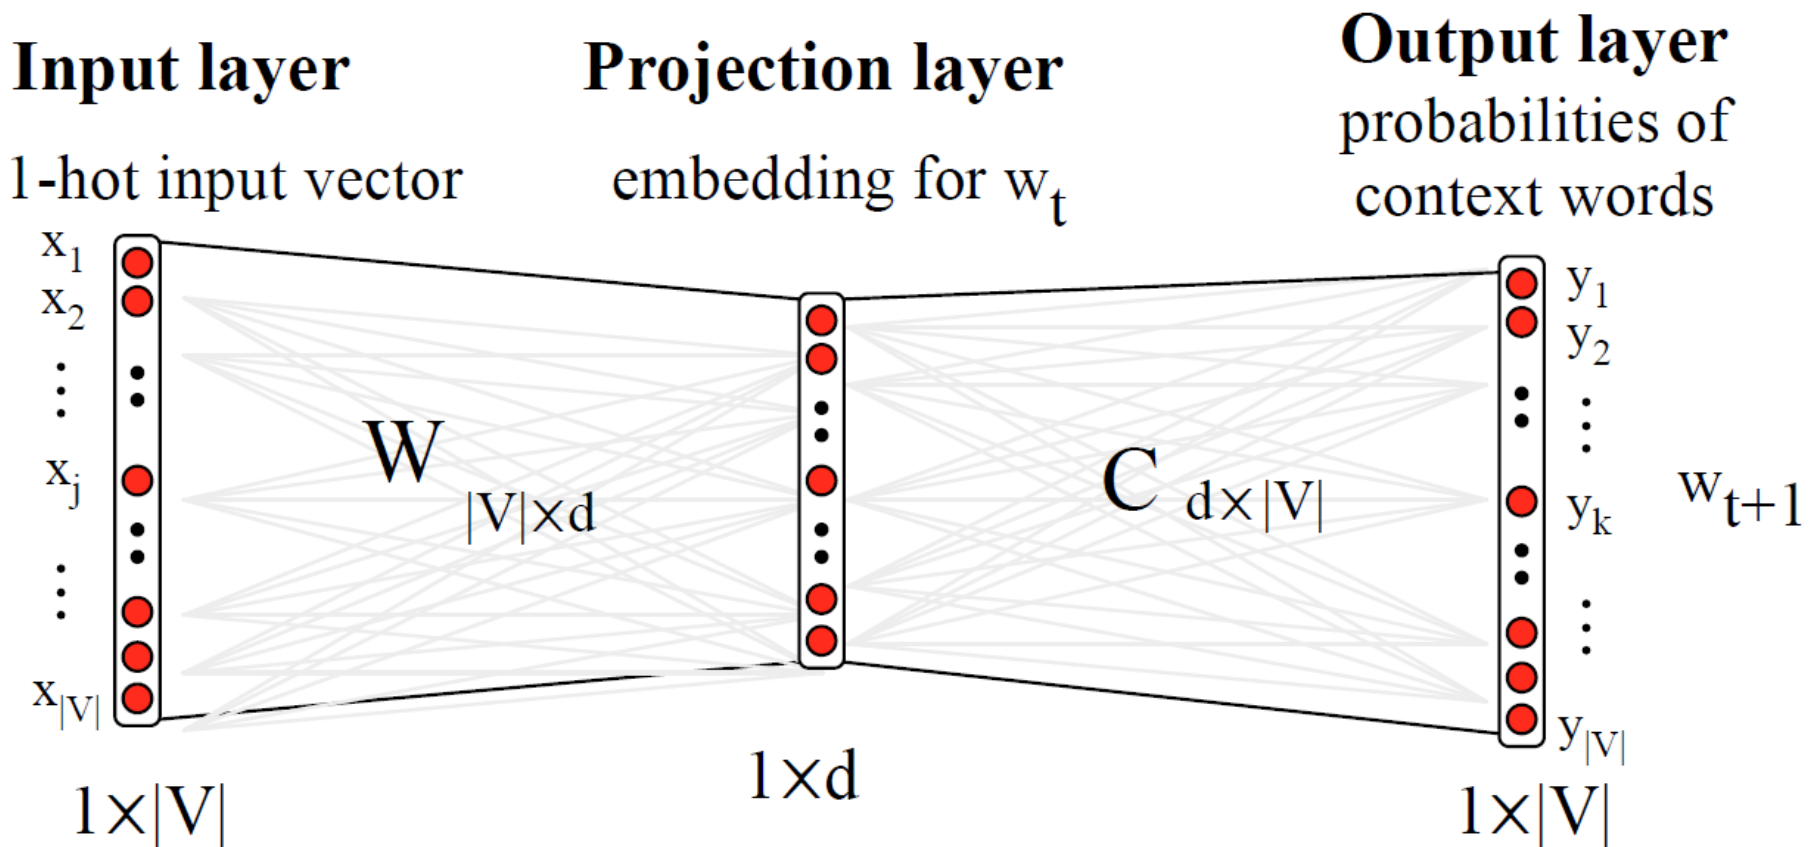 Input layer
1-hot input vector
x1
x2
xj
x|V|
1×|V|
W |V|×d
Projection layer
embedding for wt
1×d
C d×|V|
Output layer
probabilities of
context words
y1
y2
yk
y|V|
wt+1
1×|V|